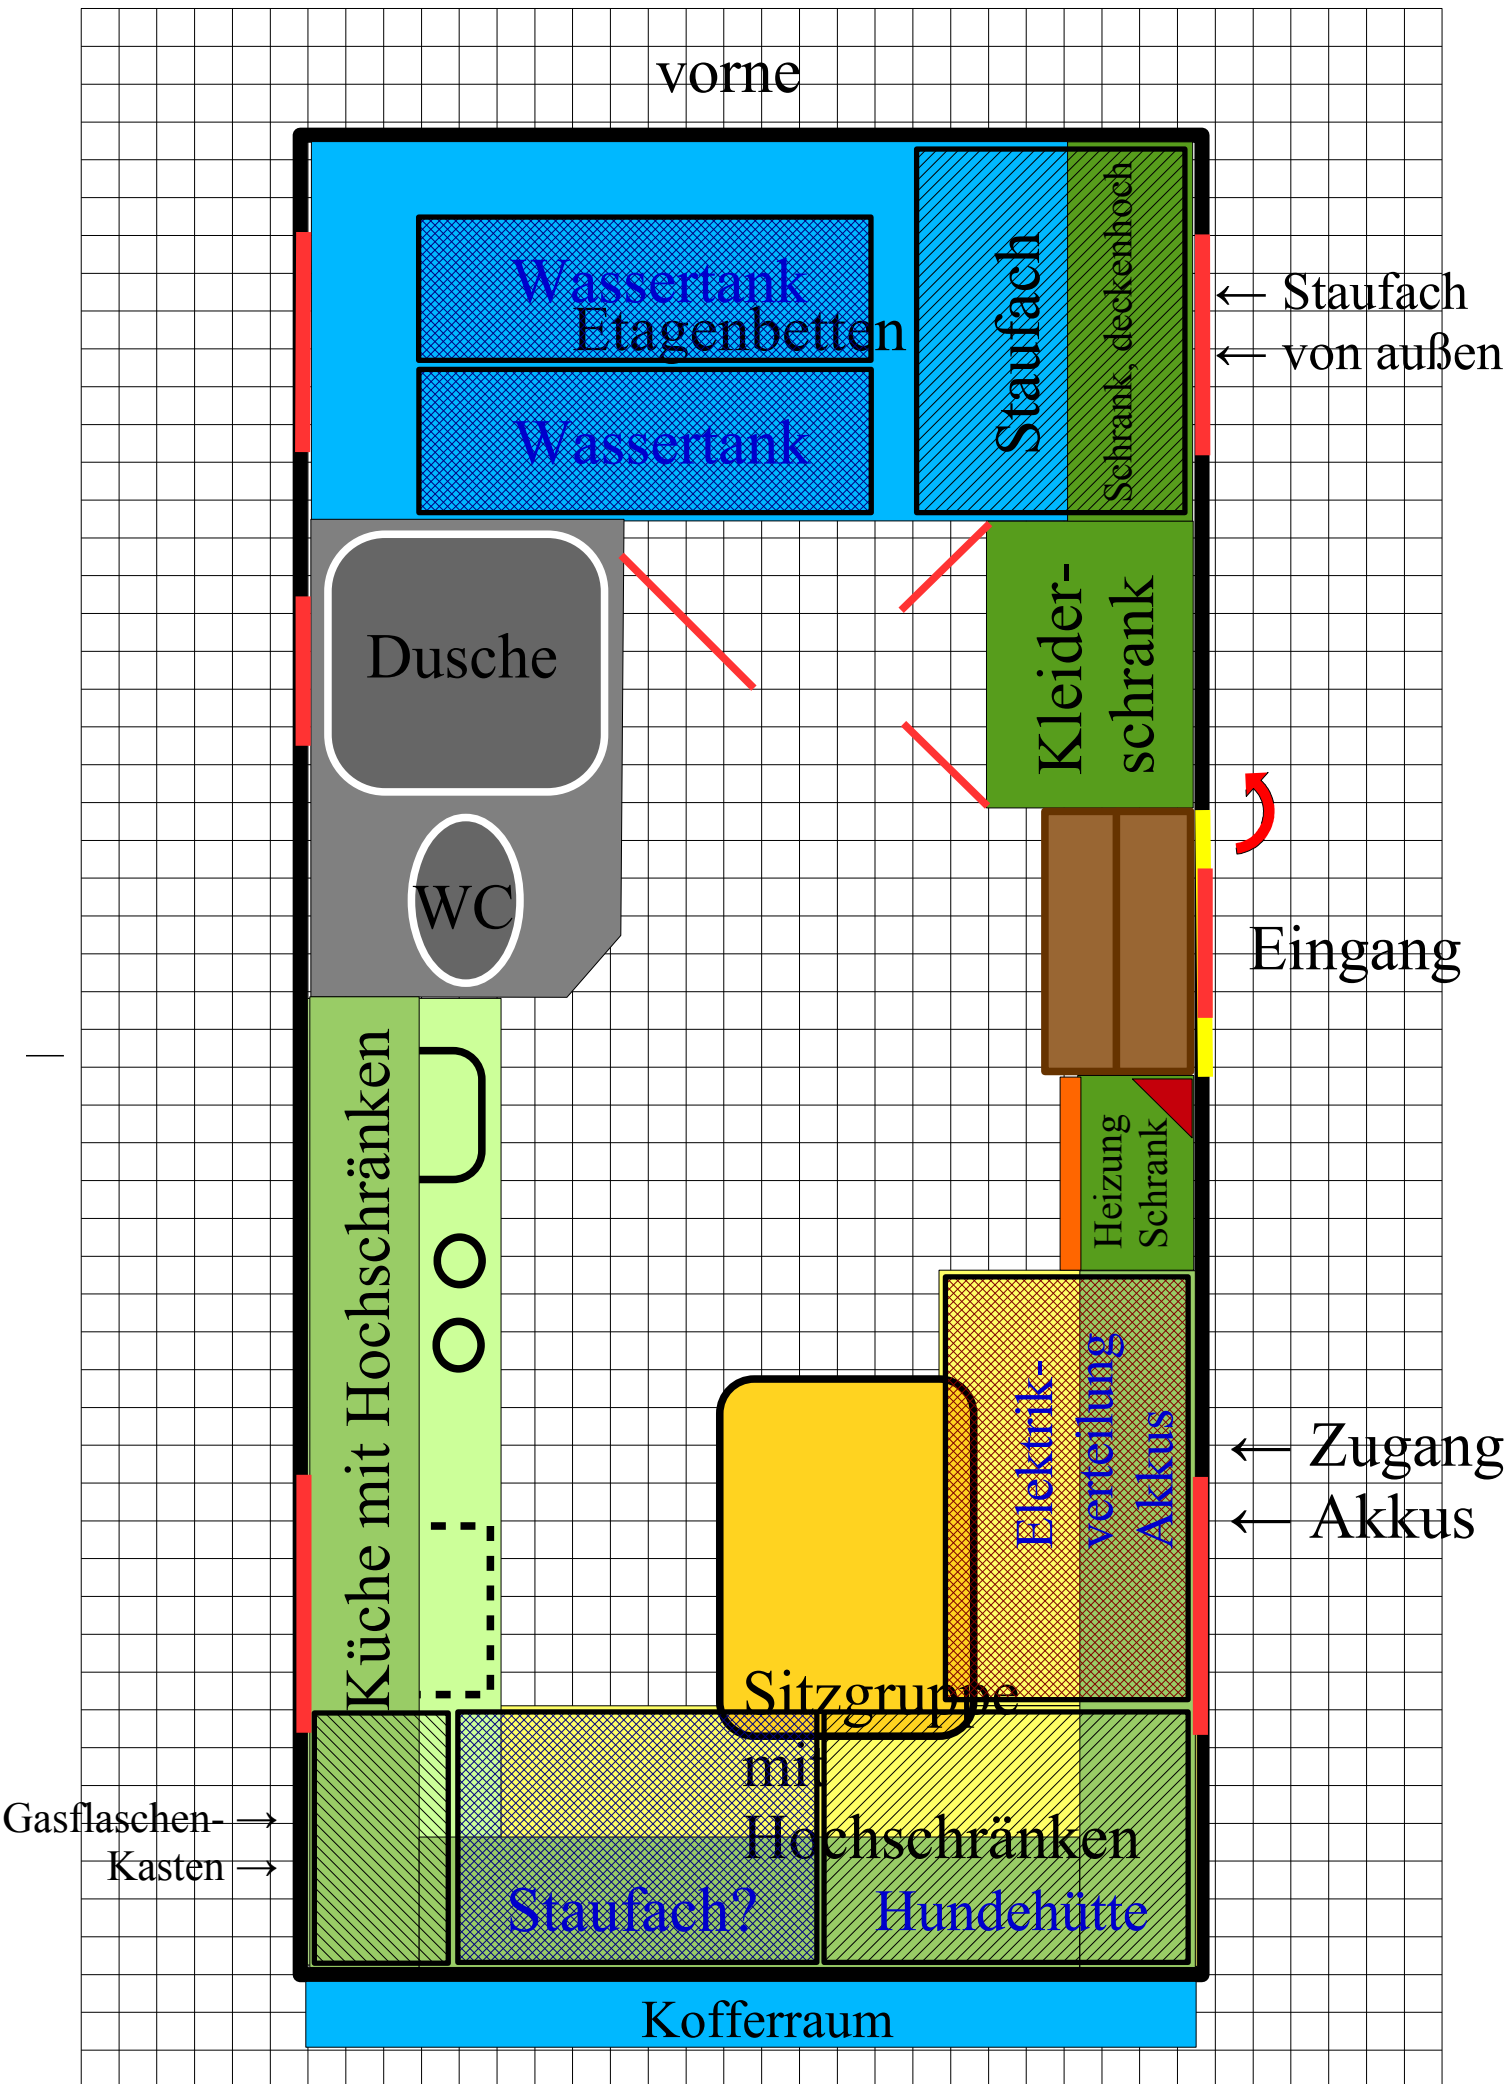 vorne
Wassertank
Etagenbetten
Wassertank
Staufach
Schrank, deckenhoch
← Staufach
← von außen
Dusche
Kleider-
schrank
WC
Eingang
Küche mit Hochschränken
Heizung
Schrank
Elektrik-
verteilung
Akkus
← Zugang
← Akkus
Sitzgruppe
mit
Hochschränken
Gasflaschen- →
Kasten →
Staufach?
Hundehütte
Kofferraum